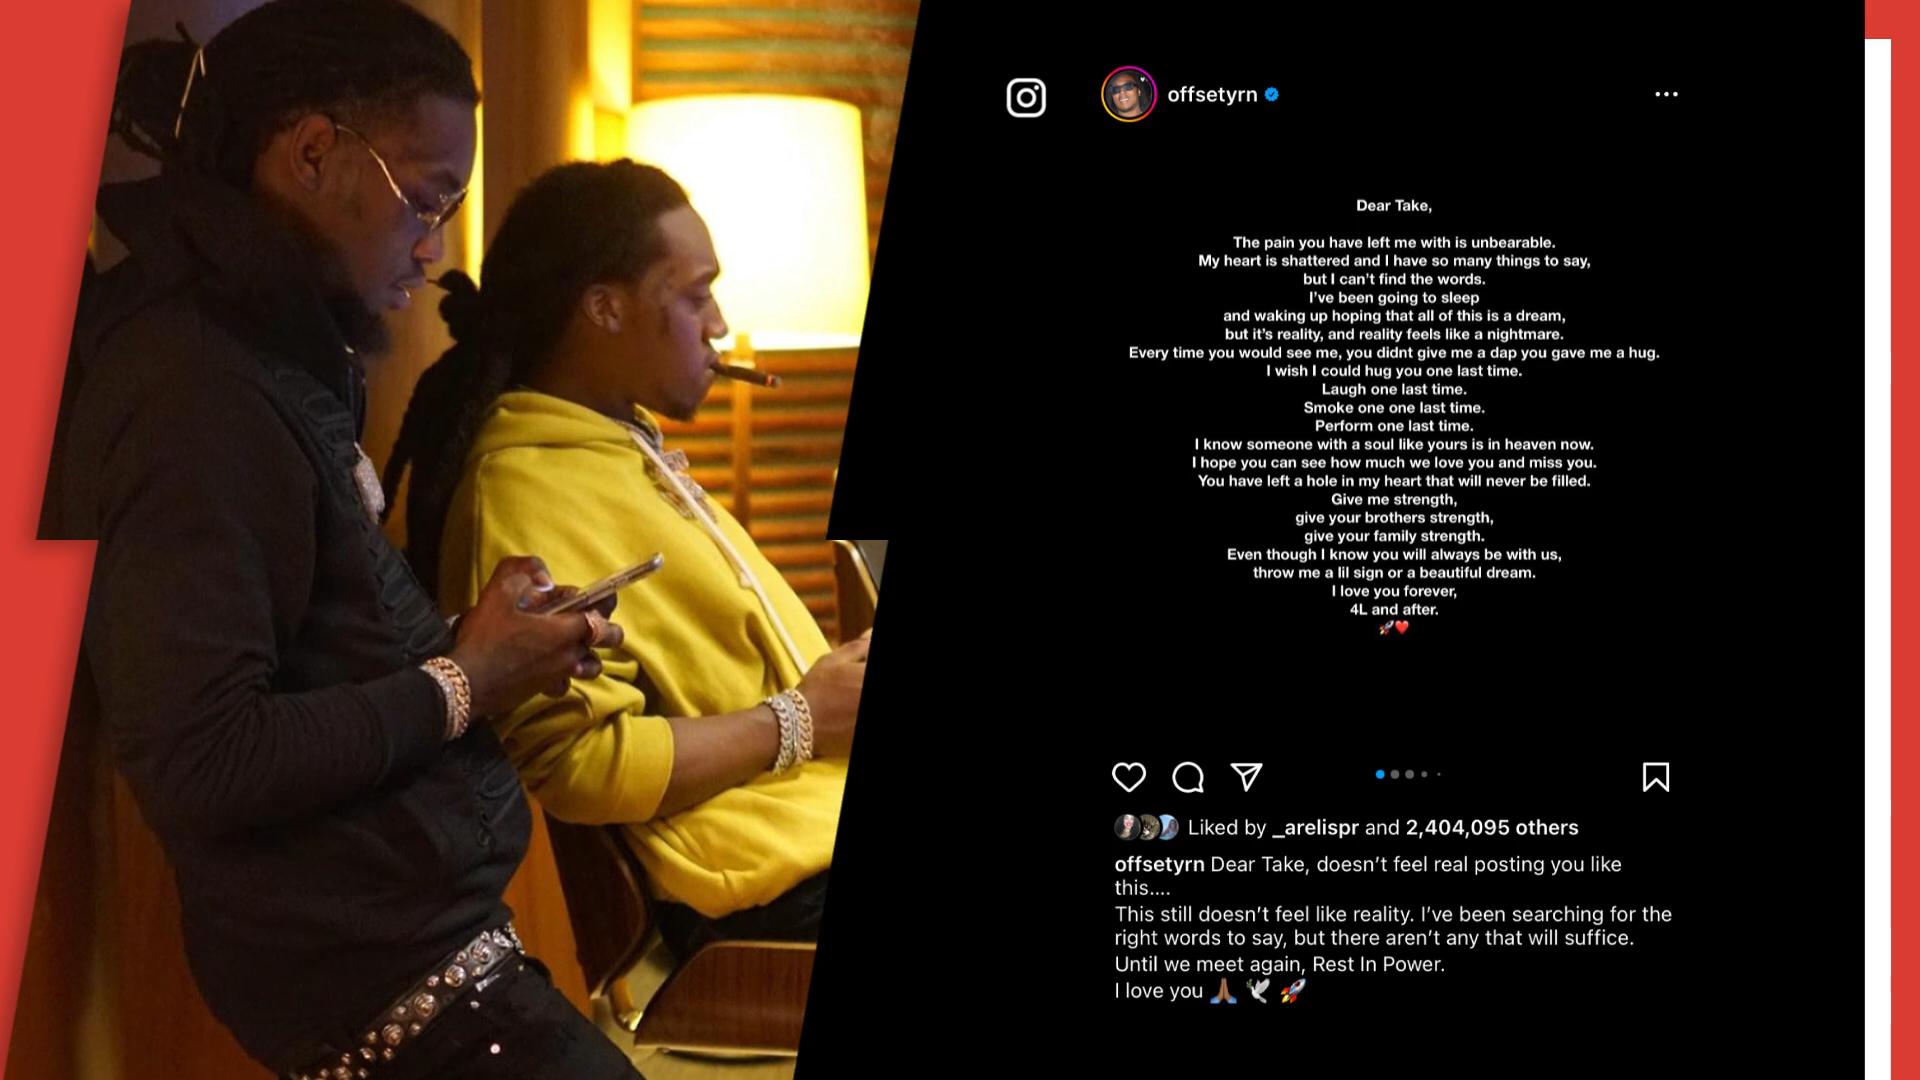 offsetyrn
Dear Take,
The pain you have left me with is unbearable.
My heart is shattered and I have so many things to say,
but I can't find the words.
I've been going to sleep
and waking up hoping that all of this is a dream,
but it's reality, and reality feels like a nightmare.
Every time you would see me, you didnt give me a dap you gave me a hug.
I wish I could hug you one last time.
Laugh one last time.
Smoke one one last time.
Perform one last time.
I know someone with a soul like yours is in heaven now.
I hope you can see how much we love you and miss you.
You have left a hole in my heart that will never be filled.
Give me strength,
give your brothers strength,
give your family strength.
Even though I know you will always be with us,
throw me a lil sign or a beautiful dream.
I love you forever,
4L and after.
🚀❤️
Liked by _arelispr and 2,404,095 others
offsetyrn Dear Take, doesn't feel real posting you like
this....
This still doesn't feel like reality. I've been searching for the
right words to say, but there aren't any that will suffice.
Until we meet again, Rest In Power.
I love you 🙏🏾 🕊 🚀